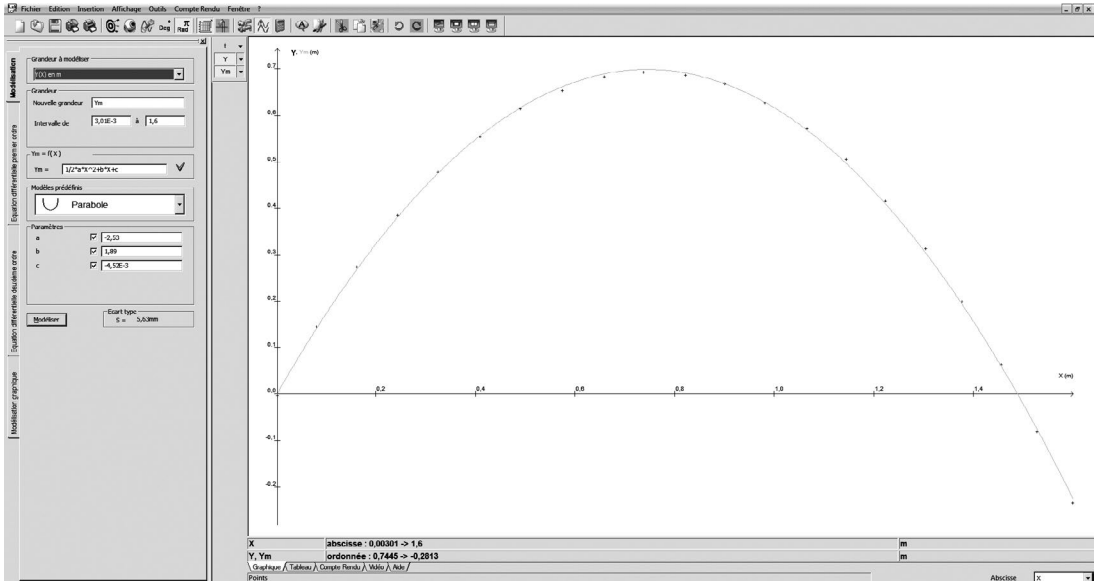 Fichier Edition Insertion Affichage Outils Compte Rendu Fenêtre ?
Deg
π
Rad
Modélisation
Equation différentielle premier ordre
Equation différentielle deuxième ordre
Modélisation graphique
Grandeur à modéliser
Y(X) en m
Grandeur
Nouvelle grandeur Ym
Intervalle de 3,01E-3 à 1,6
Ym = f(X)
Ym = 1/2*a*X^2+b*X+c
Modèles prédéfinis
Parabole
Paramètres
a -2,53
b 1,89
c -4,52E-3
Modéliser
Ecart type
S = 5,63mm
Y
Ym
Y, Ym (m)
0.7
0.6
0.5
0.4
0.3
0.2
0.1
0,0
-0.1
-0.2
0,2 0,4 0,6 0,8 1,0 1,2 1,4
X (m)
X abscisse : 0,00301 -> 1,6 m
Y, Ym ordonnée : 0,7445 -> -0,2813 m
Graphique Tableau Compte Rendu Vidéo Aide
Points Abscisse X